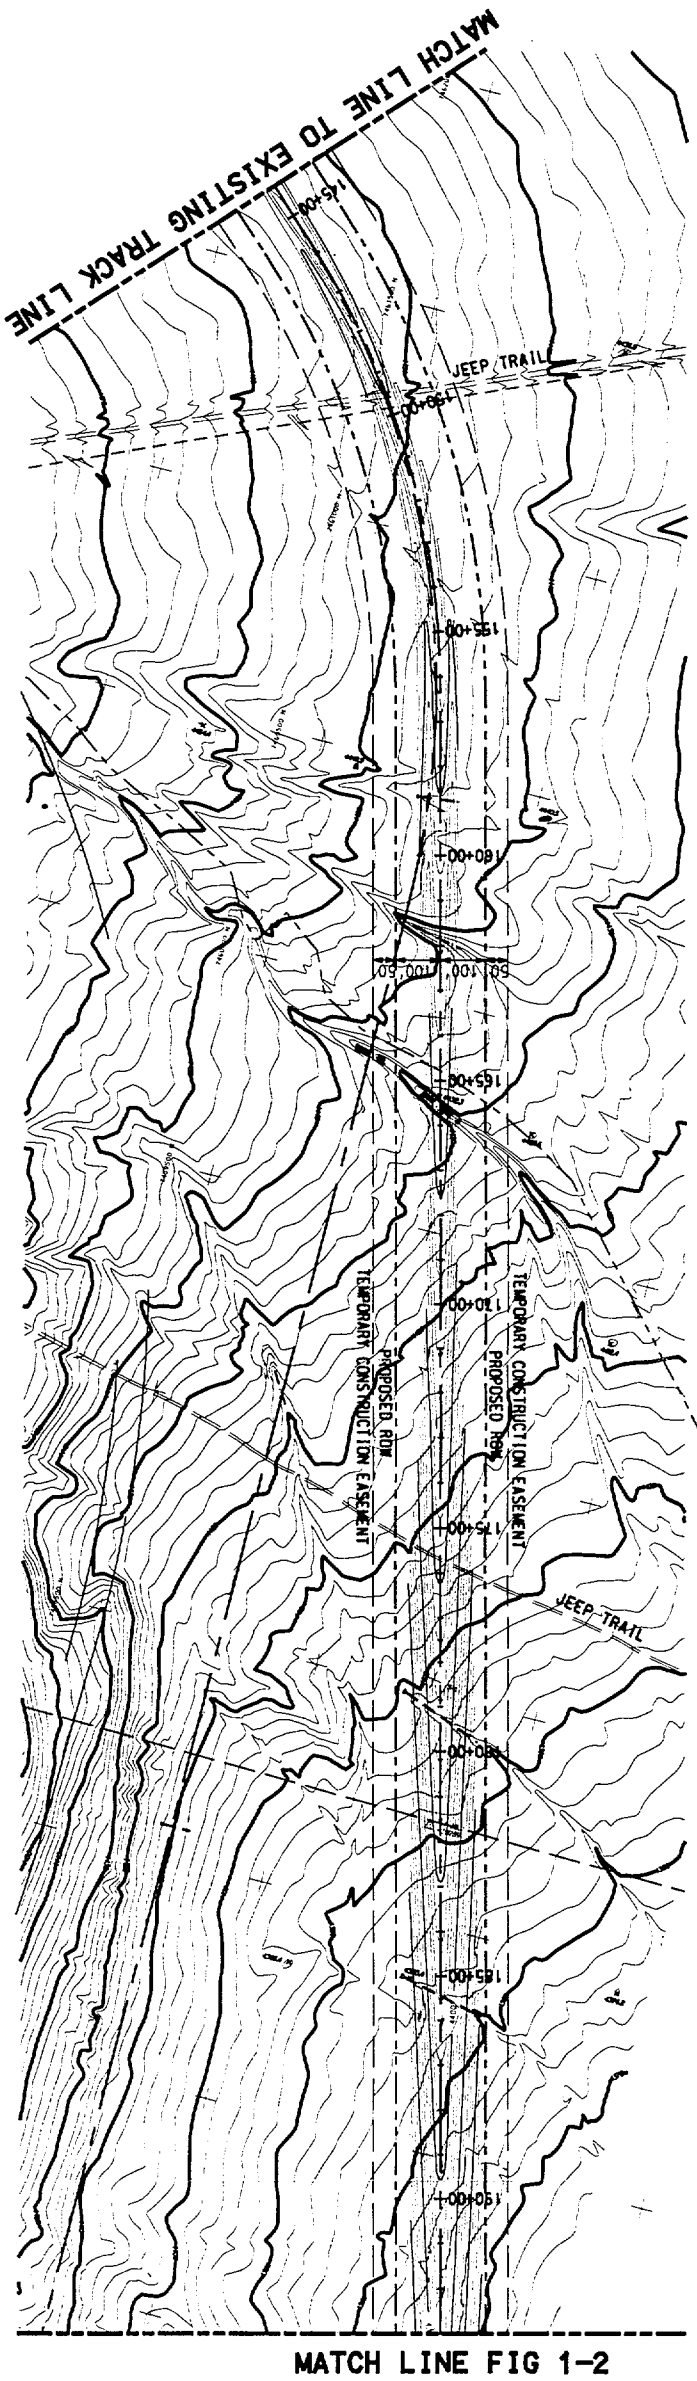 MATCH LINE TO EXISTING TRACK LINE
145+00
JEEP TRAIL
150+00
155+00
160+00
50' 100' 100' 50'
165+00
170+00
TEMPORARY CONSTRUCTION EASEMENT
PROPOSED ROW
PROPOSED ROW
TEMPORARY CONSTRUCTION EASEMENT
175+00
JEEP TRAIL
180+00
185+00
190+00
MATCH LINE FIG 1-2